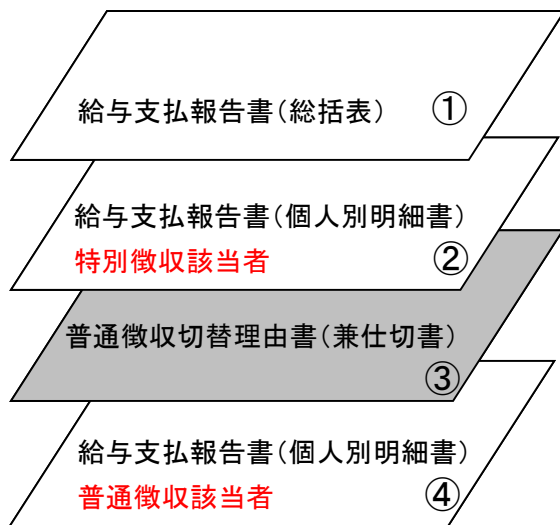 給与支払報告書(総括表) ①
給与支払報告書(個人別明細書)
特別徴収該当者 ②
普通徴収切替理由書(兼仕切書)
③
給与支払報告書(個人別明細書)
普通徴収該当者 ④